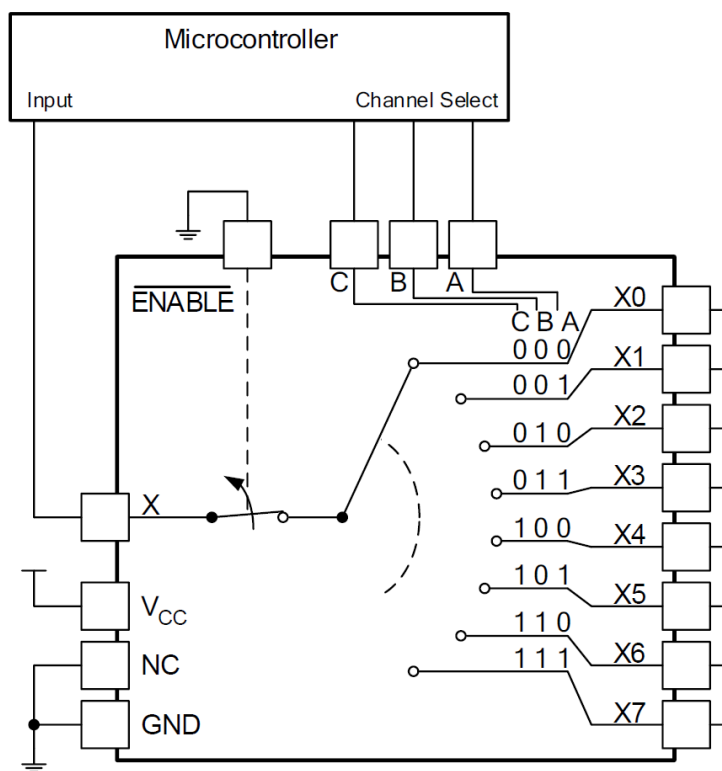 Microcontroller
Input
Channel Select
C
B
A
ENABLE
C B A
X0
0 0 0
X1
0 0 1
X2
0 1 0
X3
0 1 1
X
X4
1 0 0
X5
1 0 1
VCC
X6
1 1 0
NC
1 1 1
X7
GND